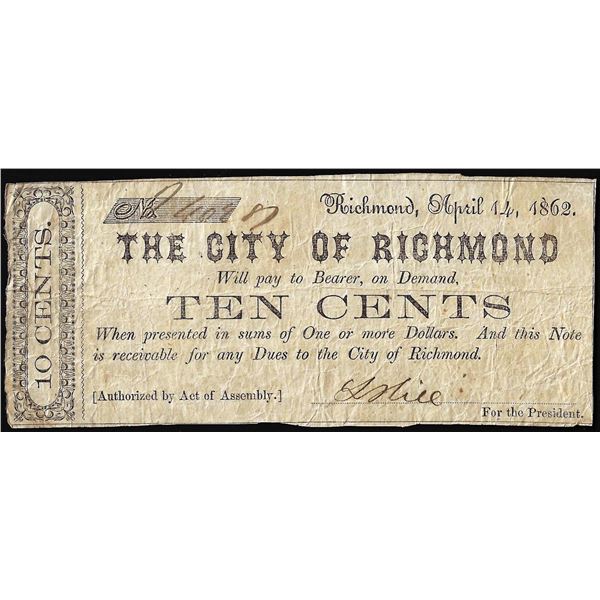 10 CENTS.
No.
Richmond, April 14, 1862.
THE CITY OF RICHMOND
Will pay to Bearer, on Demand,
TEN CENTS
When presented in sums of One or more Dollars. And this Note
is receivable for any Dues to the City of Richmond.
[Authorized by Act of Assembly.]
For the President.